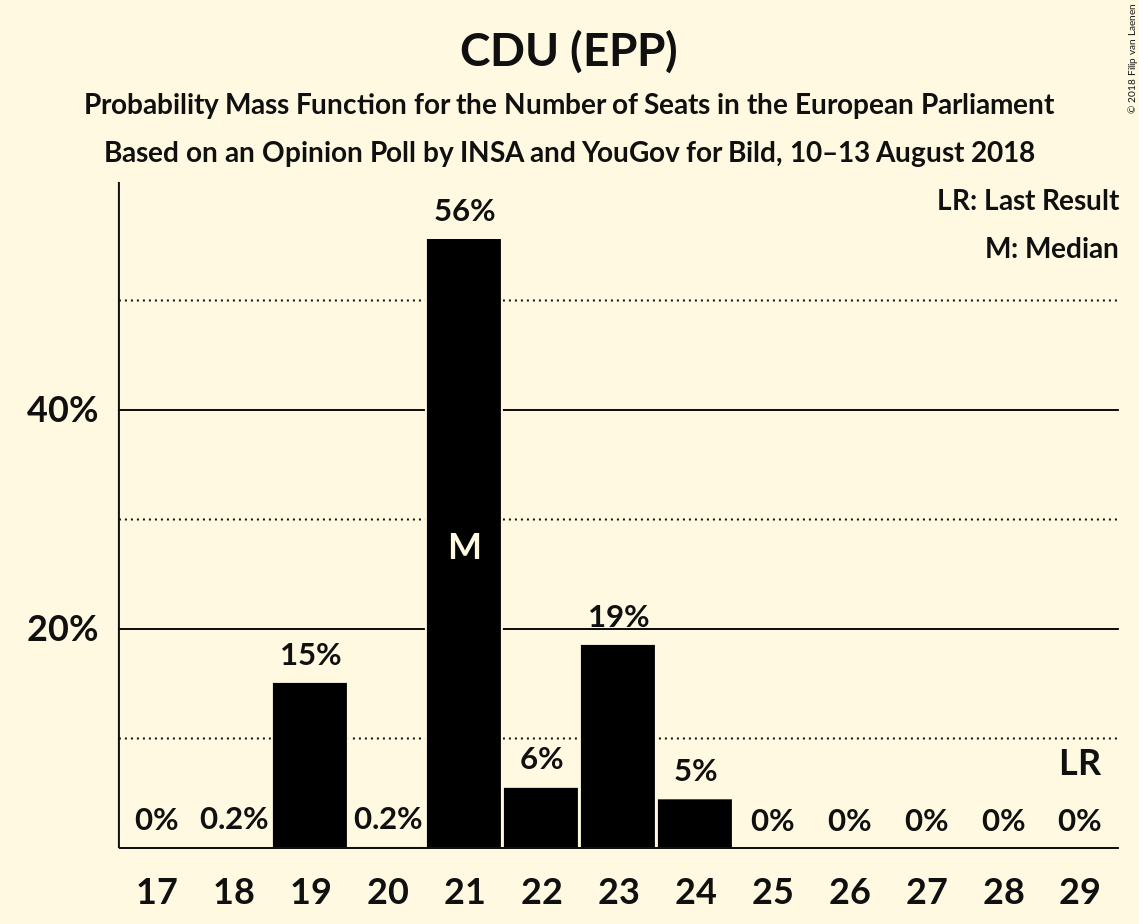 © 2018 Filip van Laenen
CDU (EPP)
Probability Mass Function for the Number of Seats in the European Parliament
Based on an Opinion Poll by INSA and YouGov for Bild, 10–13 August 2018
LR: Last Result
M: Median
56%
40%
M
20%
19%
15%
6%
5%
LR
0% 0.2% 0.2% 0% 0% 0% 0% 0%
17 18 19 20 21 22 23 24 25 26 27 28 29